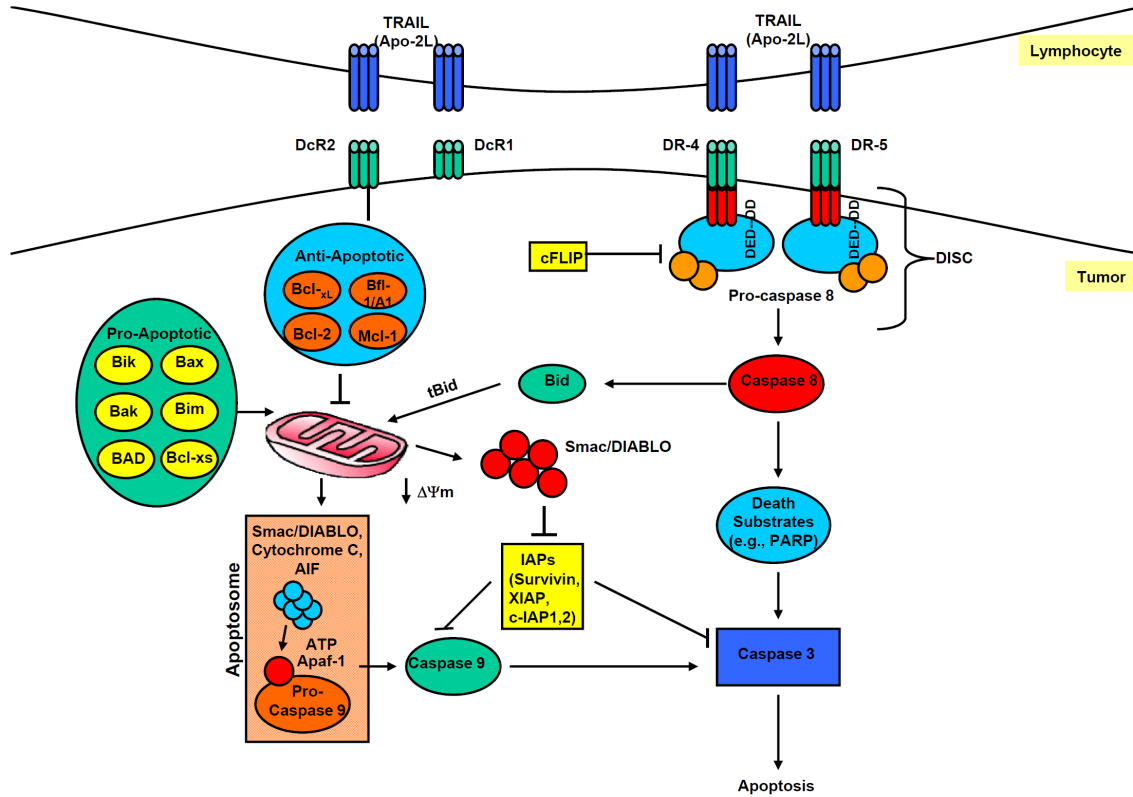 TRAIL
(Apo-2L)
TRAIL
(Apo-2L)
Lymphocyte
DcR2
DcR1
DR-4
DR-5
DED--DD
DED--DD
DISC
cFLIP
Tumor
Pro-caspase 8
Anti-Apoptotic
Bcl-xL
Bfl-
1/A1
Bcl-2
Mcl-1
Pro-Apoptotic
Bik
Bax
Bak
Bim
BAD
Bcl-xs
tBid
Bid
Caspase 8
Smac/DIABLO
ΔΨm
Death
Substrates
(e.g., PARP)
Smac/DIABLO,
Cytochrome C,
AIF
Apoptosome
ATP
Apaf-1
Pro-
Caspase 9
IAPs
(Survivin,
XIAP,
c-IAP1,2)
Caspase 9
Caspase 3
Apoptosis